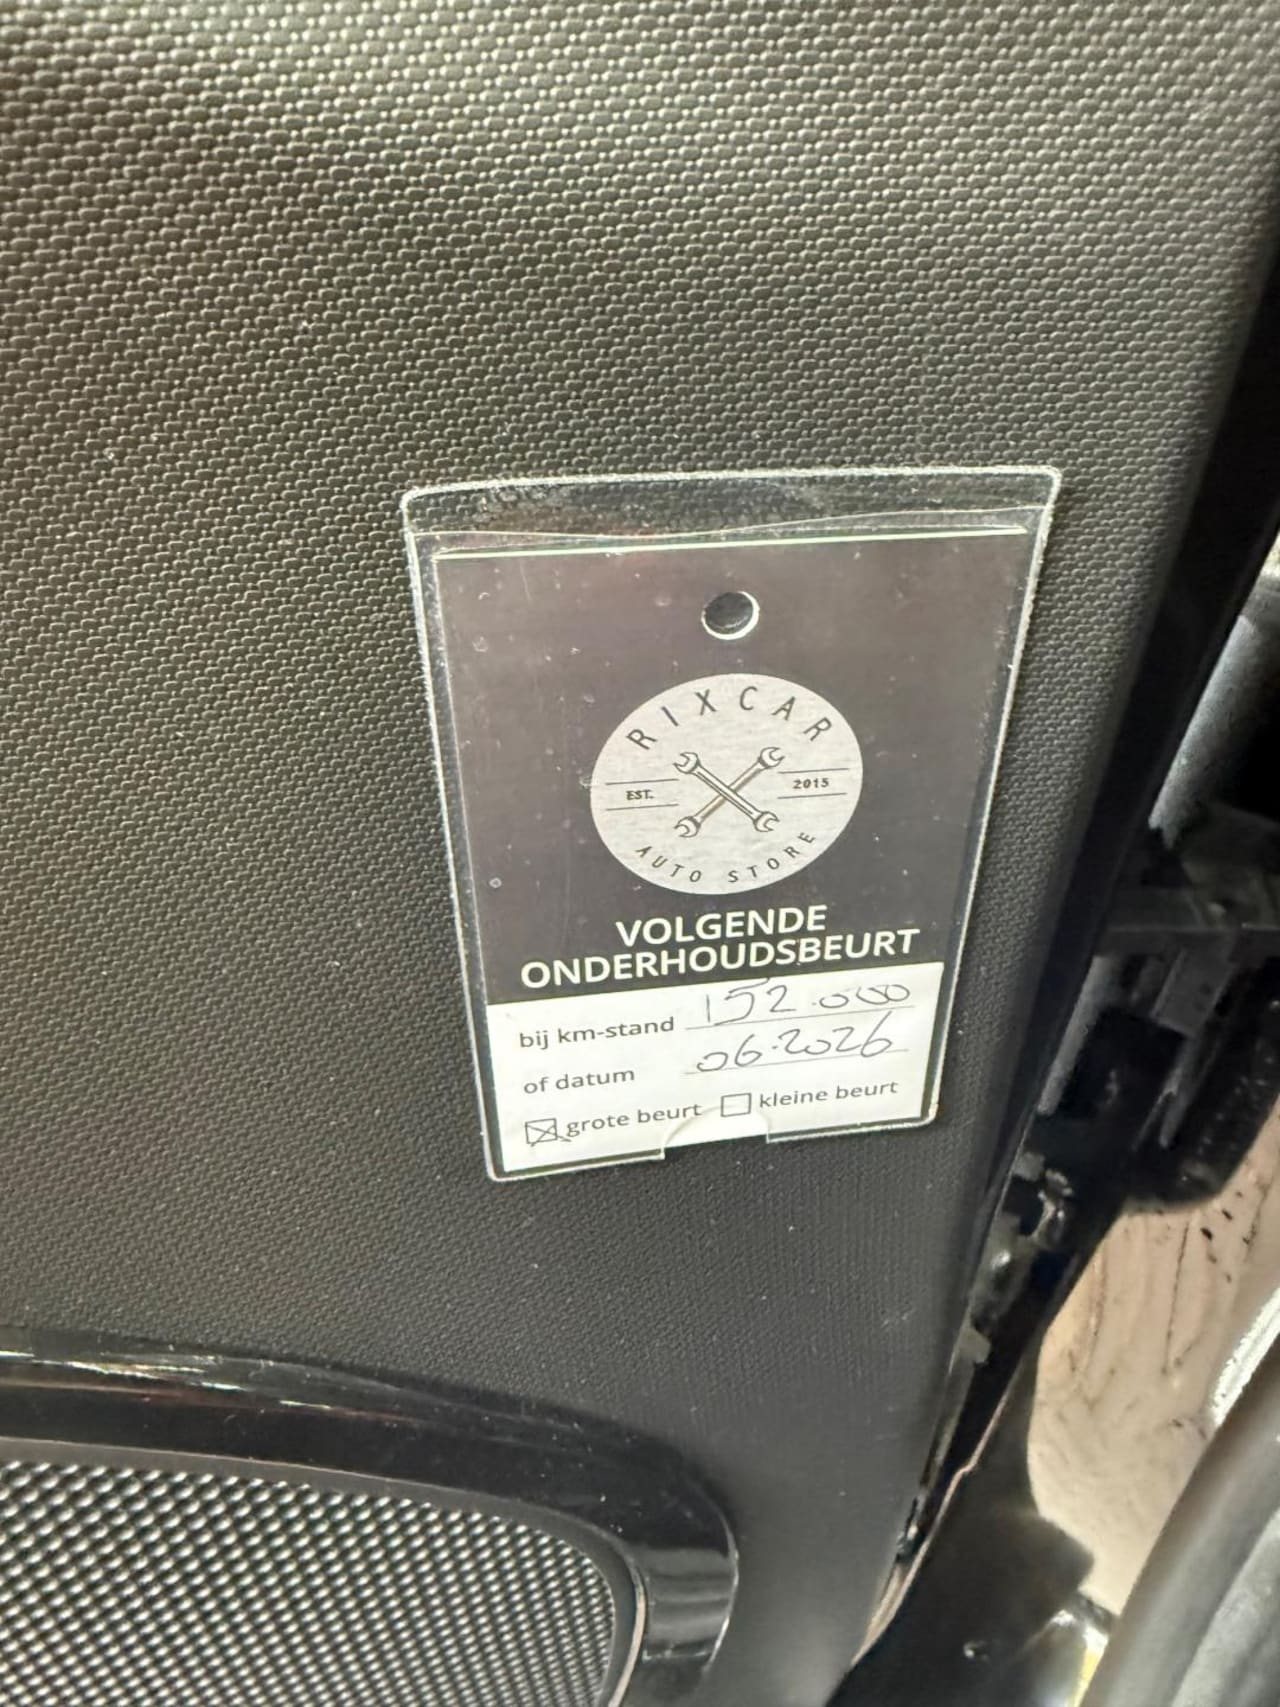 RIXCAR
EST. 2015
AUTO STORE
VOLGENDE
ONDERHOUDSBEURT
bij km-stand 152.000
of datum 06.2026
grote beurt kleine beurt